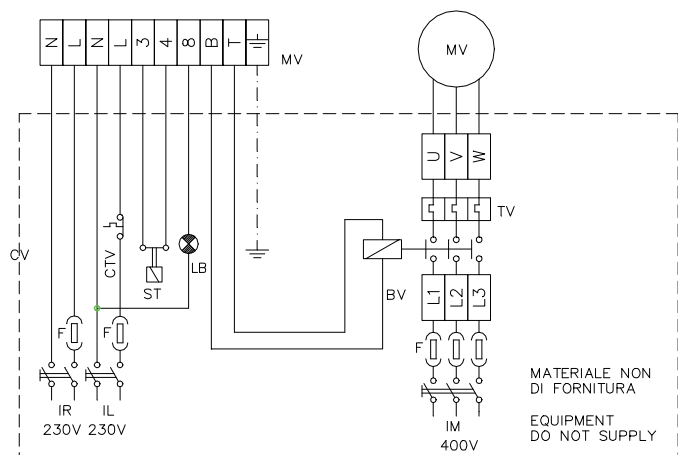 N L N L 3 4 8 B T
MV
MV
U V W
TV
CV
CTV
ST
LB
BV
L1 L2 L3
F
F
F
IR
230V
IL
230V
IM
400V
MATERIALE NON
DI FORNITURA
EQUIPMENT
DO NOT SUPPLY